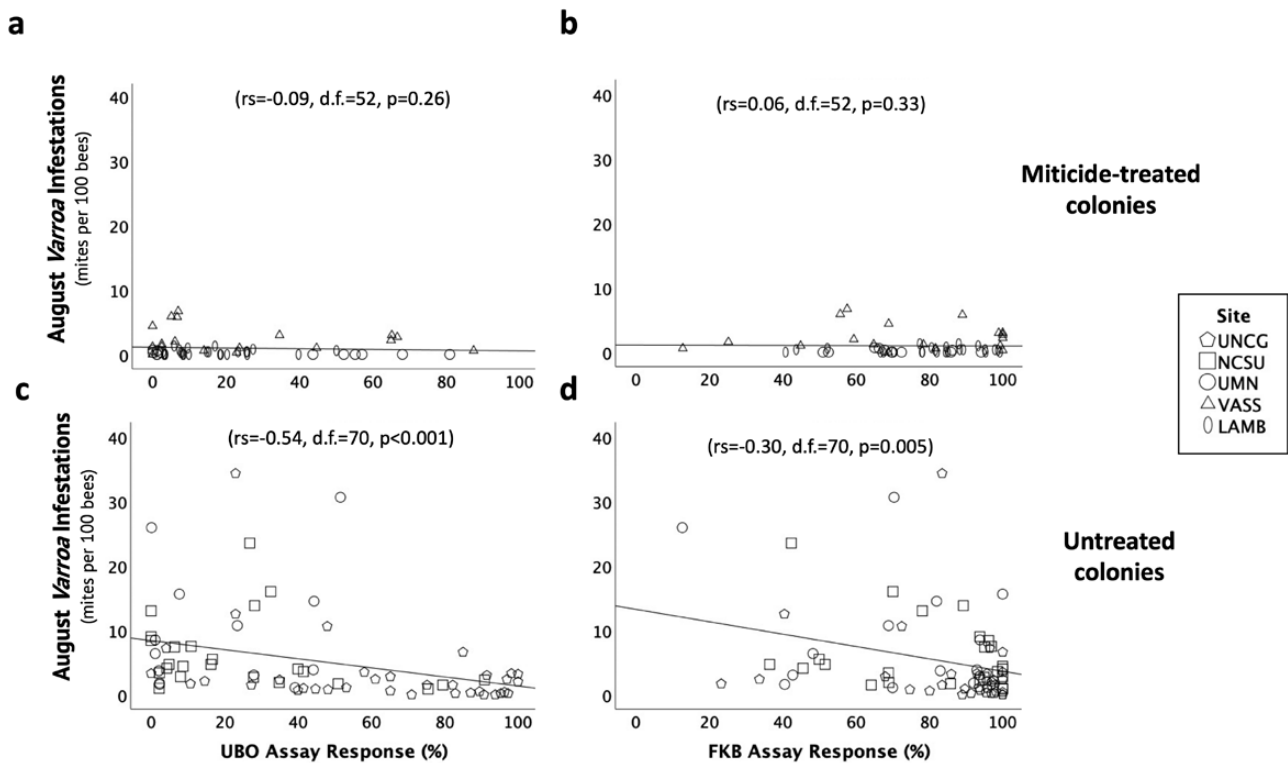 a
b
August Varroa Infestations
(mites per 100 bees)
40
30
20
10
0
(rs=-0.09, d.f.=52, p=0.26)
0 20 40 60 80 100
40
30
20
10
0
(rs=0.06, d.f.=52, p=0.33)
0 20 40 60 80 100
Miticide-treated
colonies
Site
UNCG
NCSU
UMN
VASS
LAMB
c
d
August Varroa Infestations
(mites per 100 bees)
40
30
20
10
0
(rs=-0.54, d.f.=70, p<0.001)
0 20 40 60 80 100
UBO Assay Response (%)
40
30
20
10
0
(rs=-0.30, d.f.=70, p=0.005)
0 20 40 60 80 100
FKB Assay Response (%)
Untreated
colonies